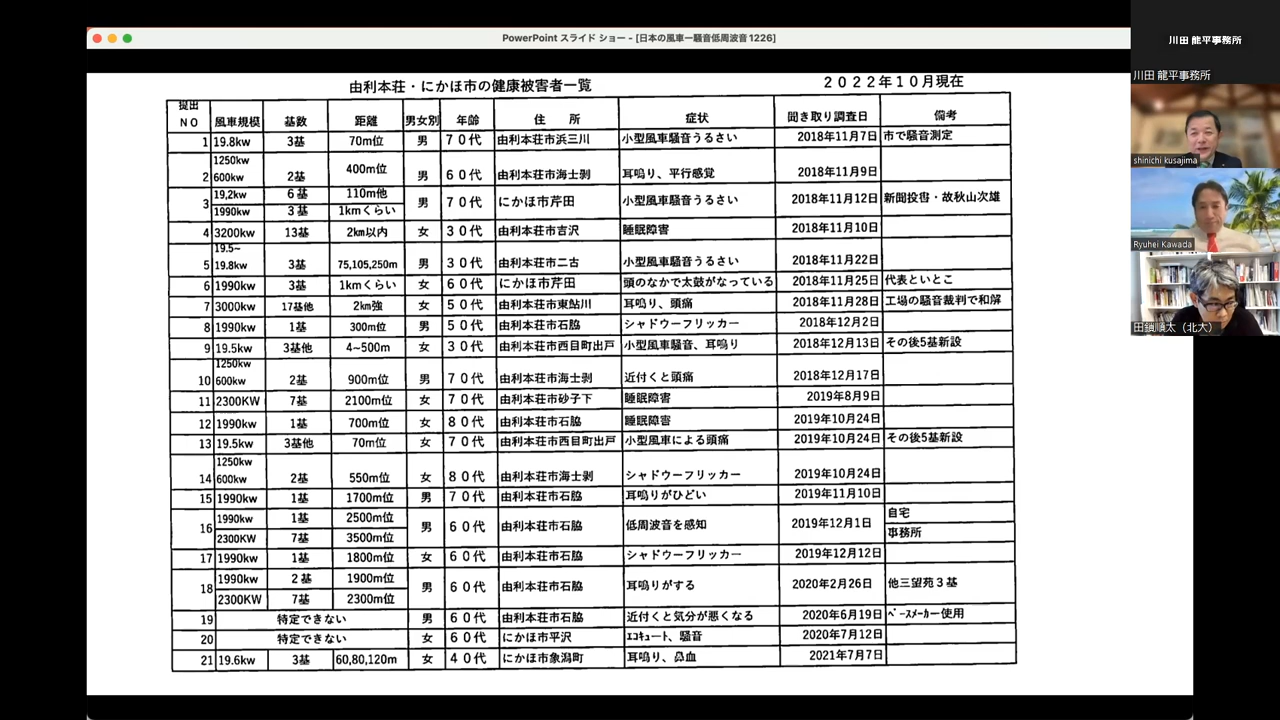 PowerPoint スライド ショー - [日本の風車ー騒音低周波音1226]
川田 龍平事務所
川田 龍平事務所
shinichi kusajima
Ryuhei Kawada
田鎖順太（北大）
由利本荘・にかほ市の健康被害者一覧 ２０２２年１０月現在
提出NO 風車規模 基数 距離 男女別 年齢 住 所 症状 聞き取り調査日 備考
1 19.8kw 3基 70m位 男 ７０代 由利本荘市浜三川 小型風車騒音うるさい 2018年11月7日 市で騒音測定
2 1250kw 600kw 2基 400m位 男 ６０代 由利本荘市海士剥 耳鳴り、平行感覚 2018年11月9日
3 19,2kw 6基 110m他 男 ７０代 にかほ市芹田 小型風車騒音うるさい 2018年11月12日 新聞投書・故秋山次雄
1990kw 3基 1kmくらい
4 3200kw 13基 2km以内 女 ３０代 由利本荘市吉沢 睡眠障害 2018年11月10日
5 19.5~ 19.8kw 3基 75,105,250m 男 ３０代 由利本荘市二古 小型風車騒音うるさい 2018年11月22日
6 1990kw 3基 1kmくらい 女 ６０代 にかほ市芹田 頭のなかで太鼓がなっている 2018年11月25日 代表といとこ
7 3000kw 17基他 2km強 女 ５０代 由利本荘市東鮎川 耳鳴り、頭痛 2018年11月28日 工場の騒音裁判で和解
8 1990kw 1基 300m位 男 ５０代 由利本荘市石脇 シャドウーフリッカー 2018年12月2日
9 19.5kw 3基他 4~500m 女 ３０代 由利本荘市西目町出戸 小型風車騒音、耳鳴り 2018年12月13日 その後5基新設
10 1250kw 600kw 2基 900m位 男 ７０代 由利本荘市海士剥 近付くと頭痛 2018年12月17日
11 2300KW 7基 2100m位 女 ７０代 由利本荘市砂子下 睡眠障害 2019年8月9日
12 1990kw 1基 700m位 女 ８０代 由利本荘市石脇 睡眠障害 2019年10月24日
13 19.5kw 3基他 70m位 女 ７０代 由利本荘市西目町出戸 小型風車による頭痛 2019年10月24日 その後5基新設
14 1250kw 600kw 2基 550m位 女 ８０代 由利本荘市海士剥 シャドウーフリッカー 2019年10月24日
15 1990kw 1基 1700m位 男 ７０代 由利本荘市石脇 耳鳴りがひどい 2019年11月10日
16 1990kw 1基 2500m位 男 ６０代 由利本荘市石脇 低周波音を感知 2019年12月1日 自宅
2300KW 7基 3500m位 事務所
17 1990kw 1基 1800m位 女 ６０代 由利本荘市石脇 シャドウーフリッカー 2019年12月12日
18 1990kw 2基 1900m位 男 ６０代 由利本荘市石脇 耳鳴りがする 2020年2月26日 他三望苑３基
2300KW 7基 2300m位
19 特定できない 男 ６０代 由利本荘市石脇 近付くと気分が悪くなる 2020年6月19日 ﾍﾟｰｽメーカー使用
20 特定できない 女 ６０代 にかほ市平沢 ｴｺｷｭート、騒音 2020年7月12日
21 19.6kw 3基 60,80,120m 女 ４０代 にかほ市象潟町 耳鳴り、鼻血 2021年7月7日